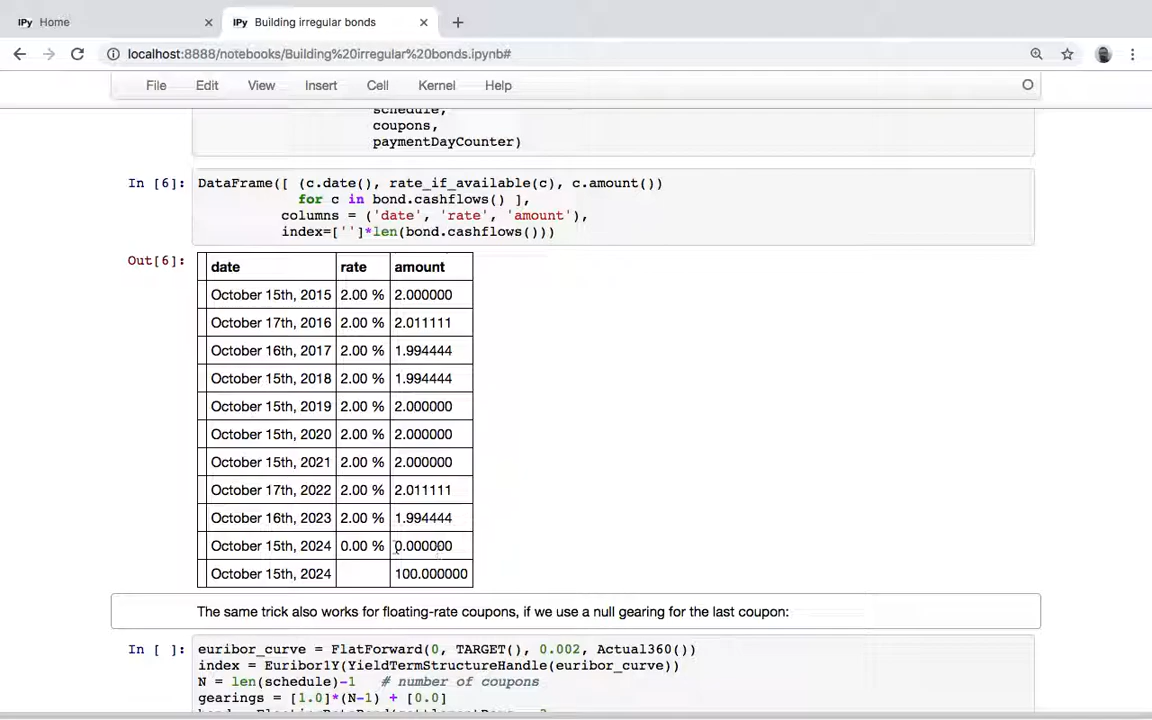 IPy Home × IPy Building irregular bonds × +
localhost:8888/notebooks/Building%20irregular%20bonds.ipynb#
File Edit View Insert Cell Kernel Help
schedule,
coupons,
paymentDayCounter)
In [6]: DataFrame([ (c.date(), rate_if_available(c), c.amount())
for c in bond.cashflows() ],
columns = ('date', 'rate', 'amount'),
index=['']*len(bond.cashflows()))
Out[6]:
date rate amount
October 15th, 2015 2.00 % 2.000000
October 17th, 2016 2.00 % 2.011111
October 16th, 2017 2.00 % 1.994444
October 15th, 2018 2.00 % 1.994444
October 15th, 2019 2.00 % 2.000000
October 15th, 2020 2.00 % 2.000000
October 15th, 2021 2.00 % 2.000000
October 17th, 2022 2.00 % 2.011111
October 16th, 2023 2.00 % 1.994444
October 15th, 2024 0.00 % 0.000000
October 15th, 2024 100.000000
The same trick also works for floating-rate coupons, if we use a null gearing for the last coupon:
In [ ]: euribor_curve = FlatForward(0, TARGET(), 0.002, Actual360())
index = Euribor1Y(YieldTermStructureHandle(euribor_curve))
N = len(schedule)-1 # number of coupons
gearings = [1.0]*(N-1) + [0.0]